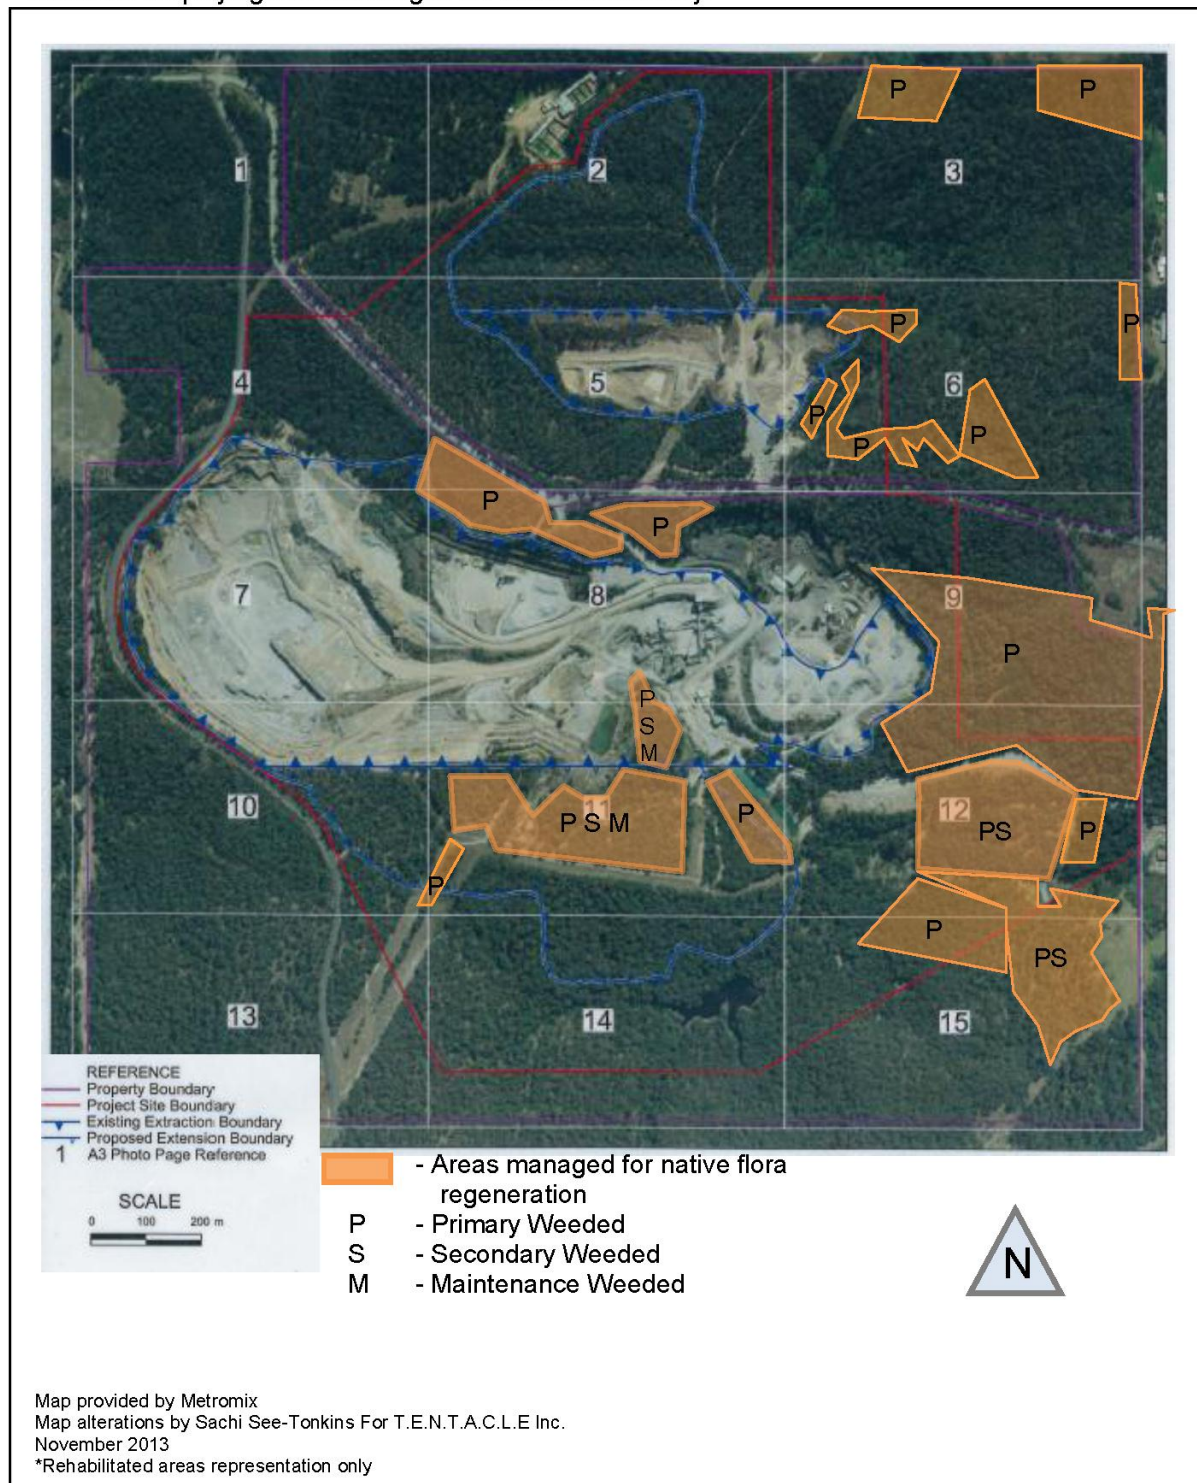 P P
1 2 3
P P
4 5 6
P P P
P P
7 8 9
P
P
S
M
10 11 12
P S M P PS P
P
P PS
13 14 15
REFERENCE
Property Boundary
Project Site Boundary
Existing Extraction Boundary
Proposed Extension Boundary
1 A3 Photo Page Reference
SCALE
0 100 200 m
- Areas managed for native flora
regeneration
P - Primary Weeded
S - Secondary Weeded
M - Maintenance Weeded
N
Map provided by Metromix
Map alterations by Sachi See-Tonkins For T.E.N.T.A.C.L.E Inc.
November 2013
*Rehabilitated areas representation only